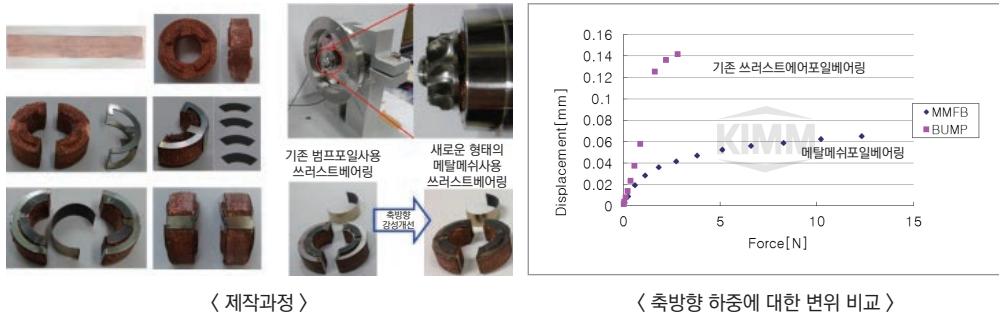 기존 범프포일사용
쓰러스트베어링
새로운 형태의
메탈메쉬사용
쓰러스트베어링
축방향
강성개선
〈 제작과정 〉
0.16
0.14
0.12
0.1
0.08
0.06
0.04
0.02
0
Displacement[mm]
0
5
10
15
Force[N]
기존 쓰러스트에어포일베어링
메탈메쉬포일베어링
KIMM
MMFB
BUMP
〈 축방향 하중에 대한 변위 비교 〉